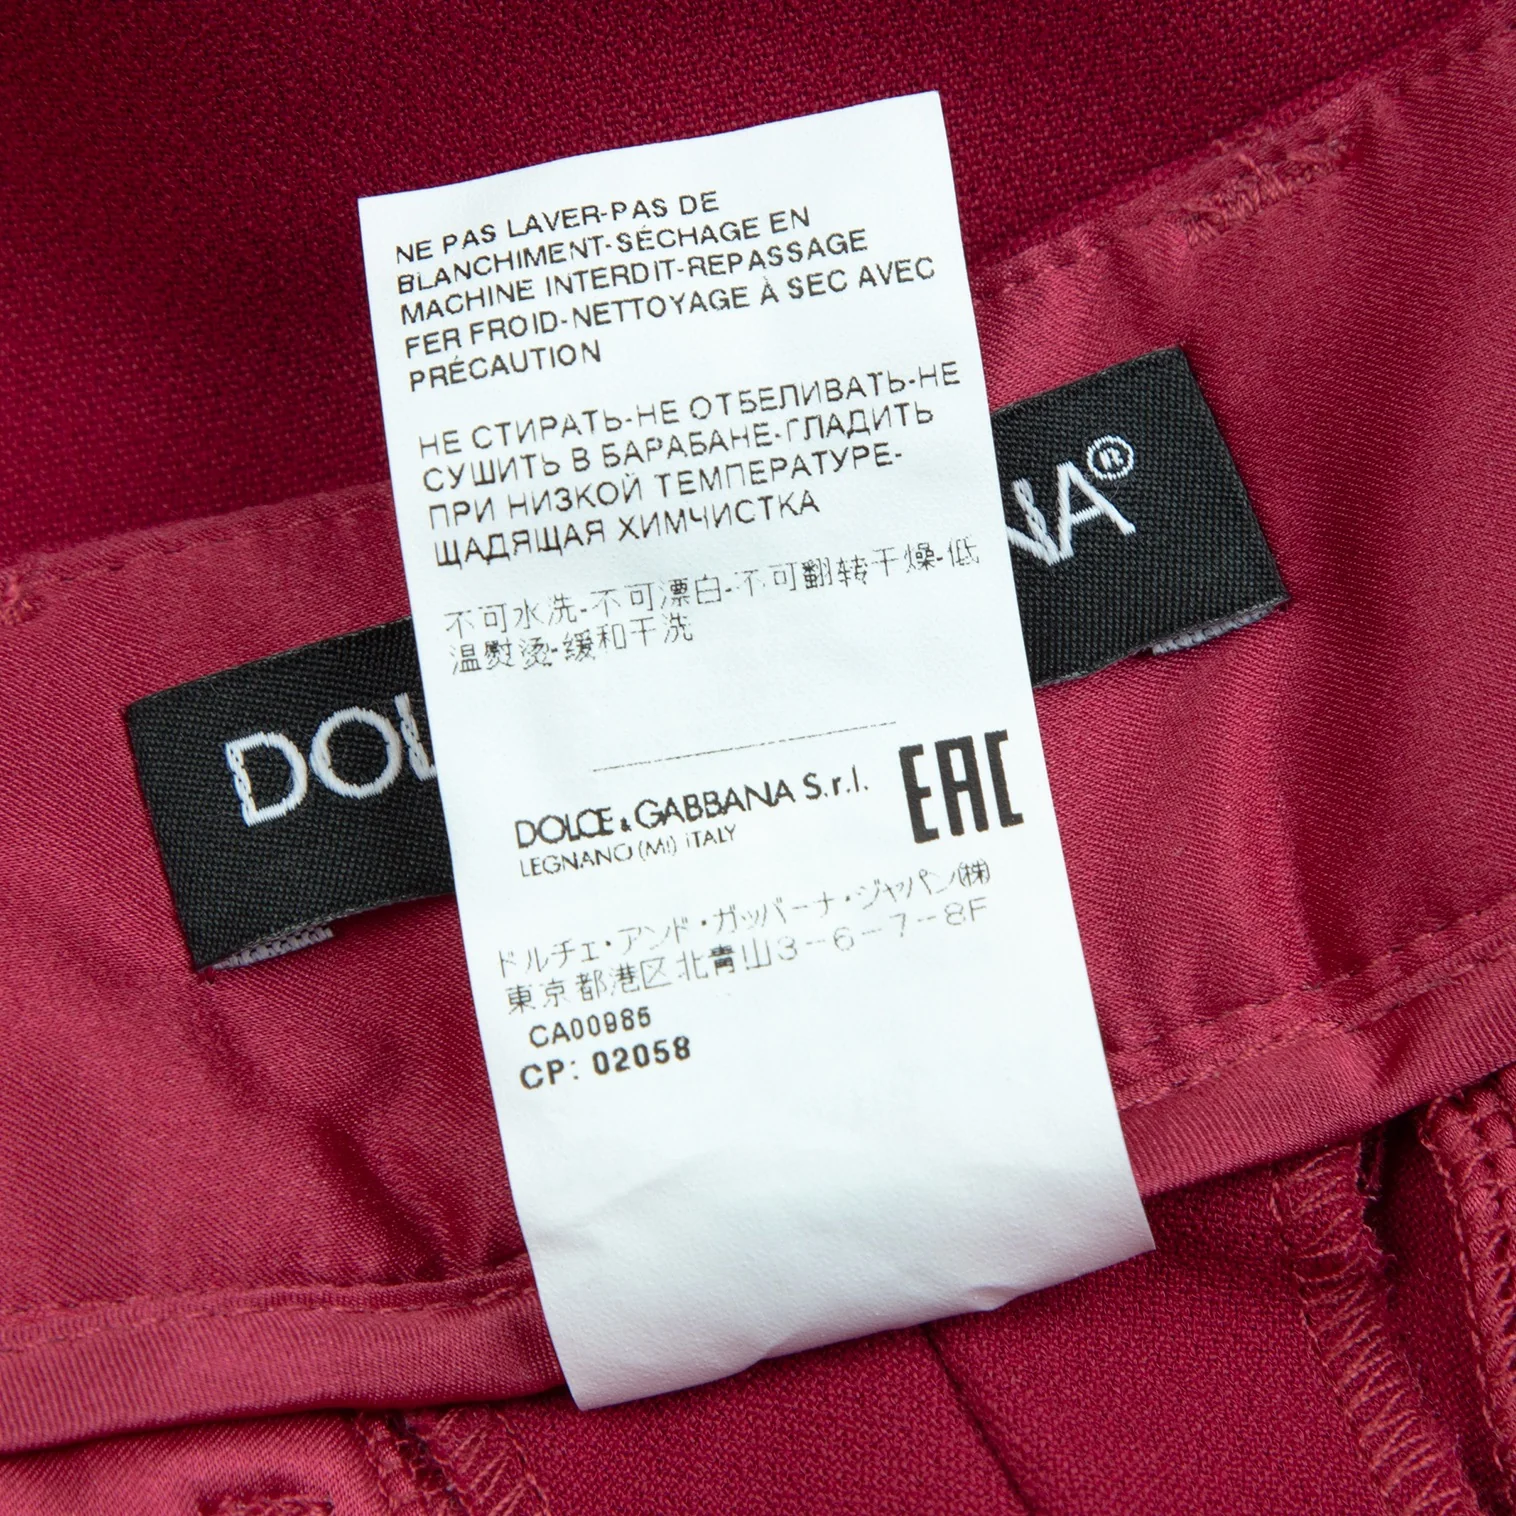 NE PAS LAVER-PAS DE
BLANCHIMENT-SÉCHAGE EN
MACHINE INTERDIT-REPASSAGE
FER FROID-NETTOYAGE À SEC AVEC
PRÉCAUTION
НЕ СТИРАТЬ-НЕ ОТБЕЛИВАТЬ-НЕ
СУШИТЬ В БАРАБАНЕ-ГЛАДИТЬ
ПРИ НИЗКОЙ ТЕМПЕРАТУРЕ-
ЩАДЯЩАЯ ХИМЧИСТКА
不可水洗-不可漂白-不可翻转干燥-低
温熨烫-缓和干洗
DOLCE & GABBANA S.r.l.
LEGNANO (MI) ITALY
EAC
ドルチェ・アンド・ガッバーナ・ジャパン(株)
東京都港区北青山3-6-7-8F
CA00985
CP: 02058